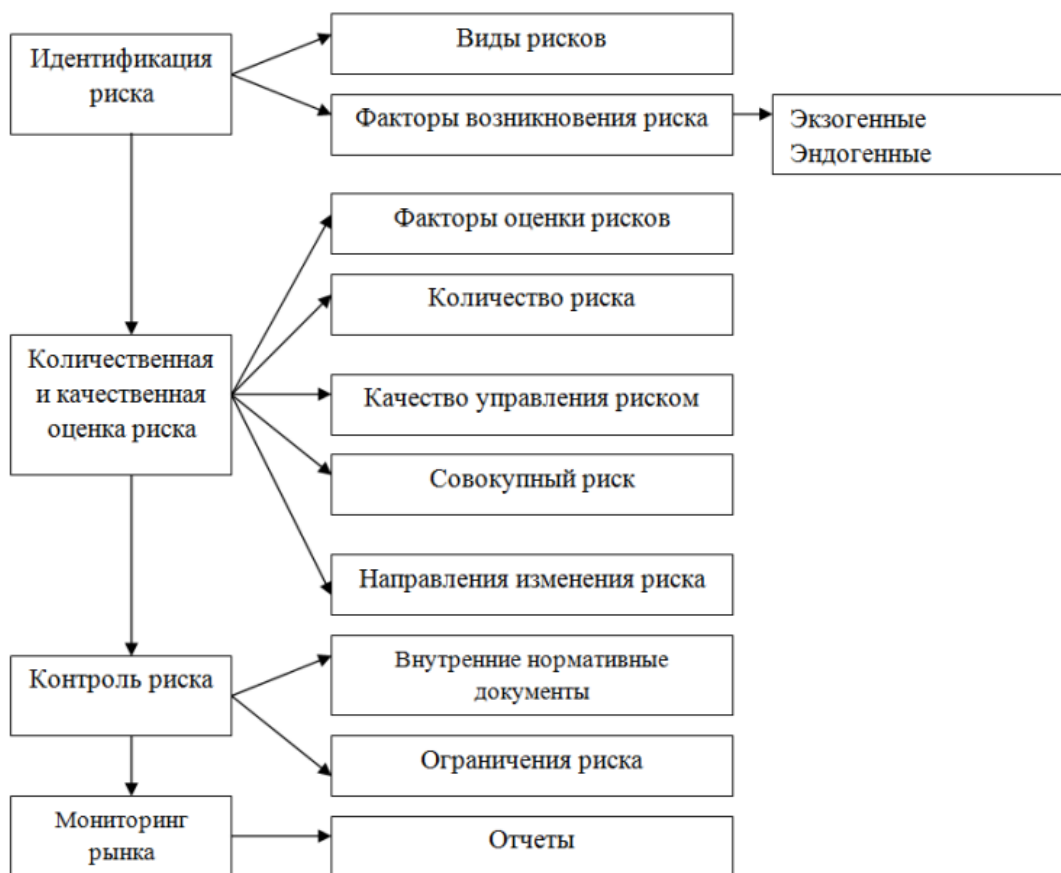 Идентификация
риска
Виды рисков
Факторы возникновения риска
Экзогенные
Эндогенные
Количественная
и качественная
оценка риска
Факторы оценки рисков
Количество риска
Качество управления риском
Совокупный риск
Направления изменения риска
Контроль риска
Внутренние нормативные
документы
Ограничения риска
Мониторинг
рынка
Отчеты